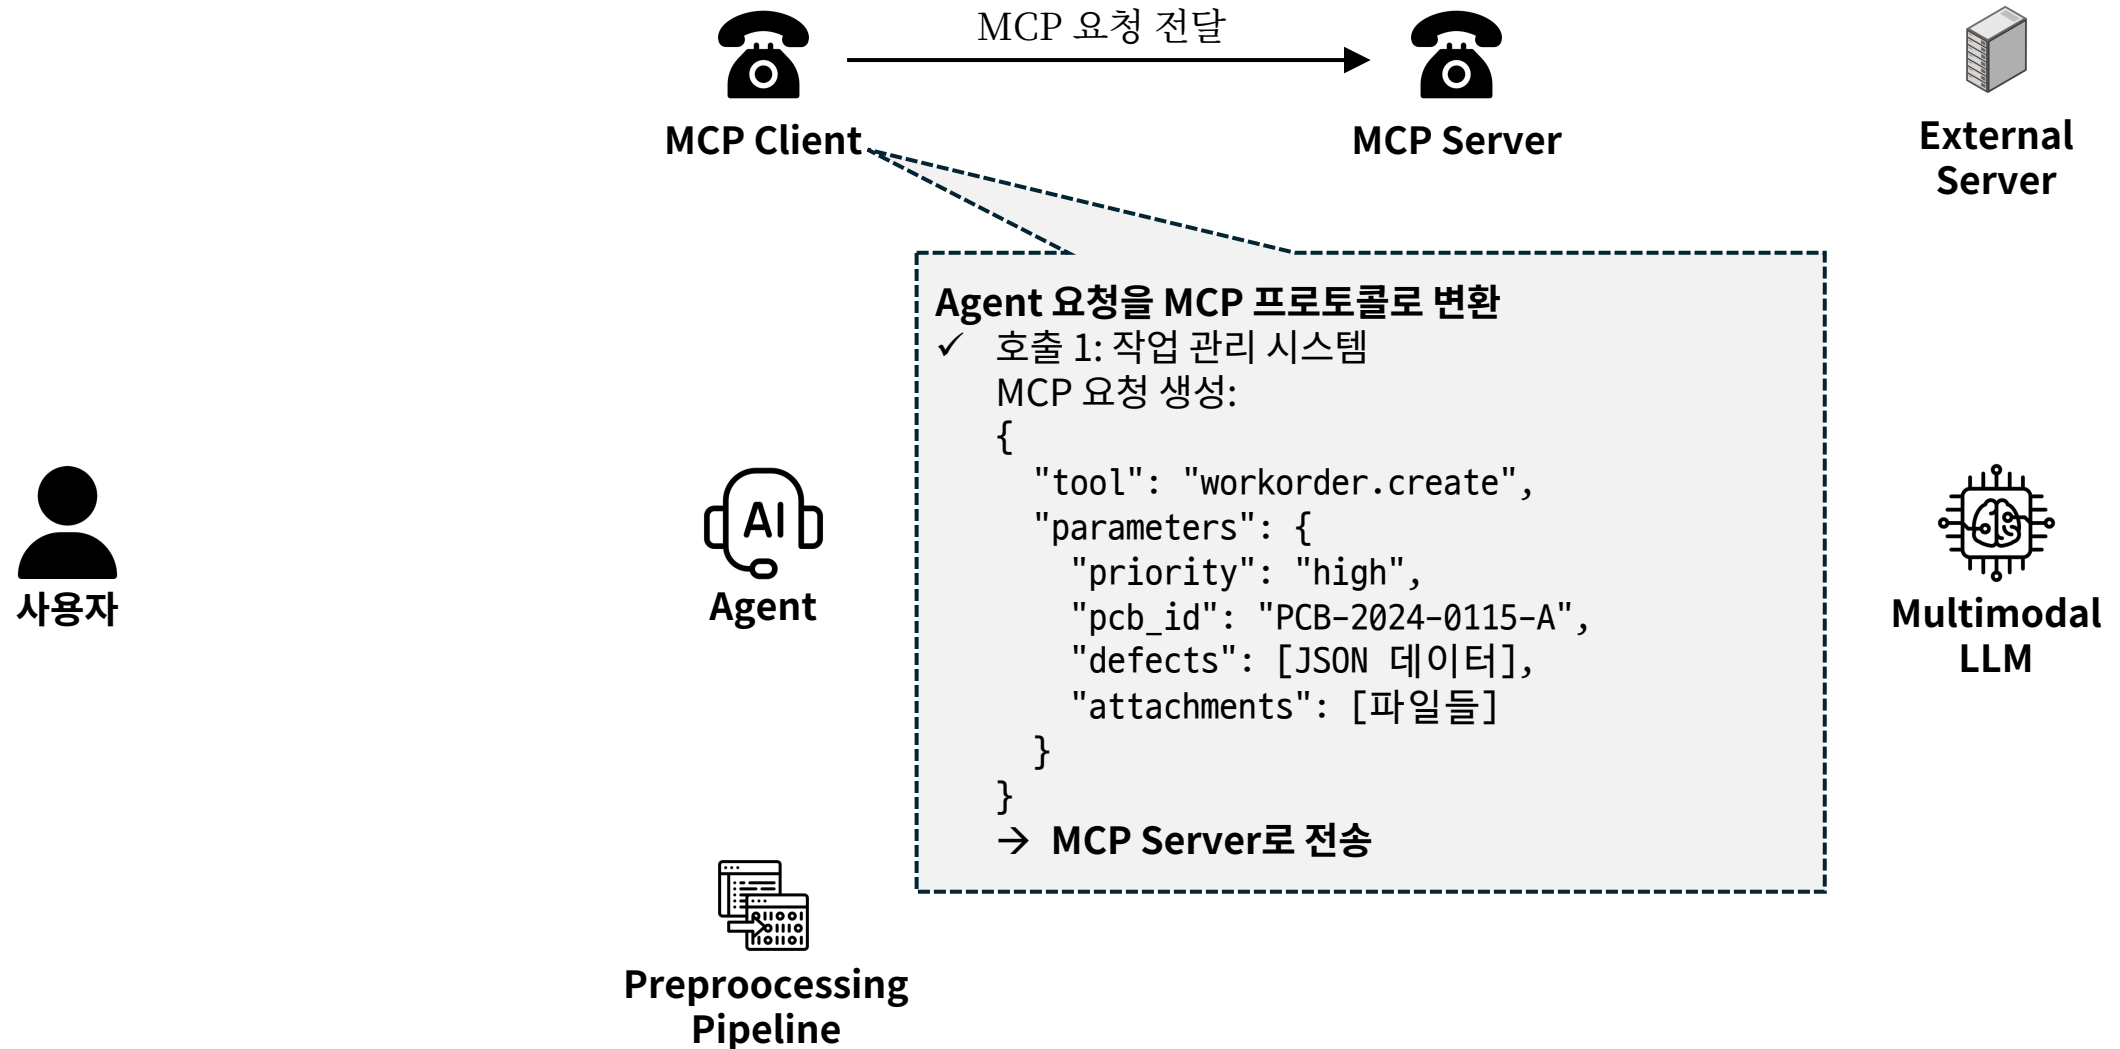 MCP 요청 전달
MCP Client
MCP Server
External
Server
Agent 요청을 MCP 프로토콜로 변환
✓ 호출 1: 작업 관리 시스템
MCP 요청 생성:
{
"tool": "workorder.create",
"parameters": {
"priority": "high",
"pcb_id": "PCB-2024-0115-A",
"defects": [JSON 데이터],
"attachments": [파일들]
}
}
→ MCP Server로 전송
사용자
AI
Agent
Multimodal
LLM
Preproocessing
Pipeline